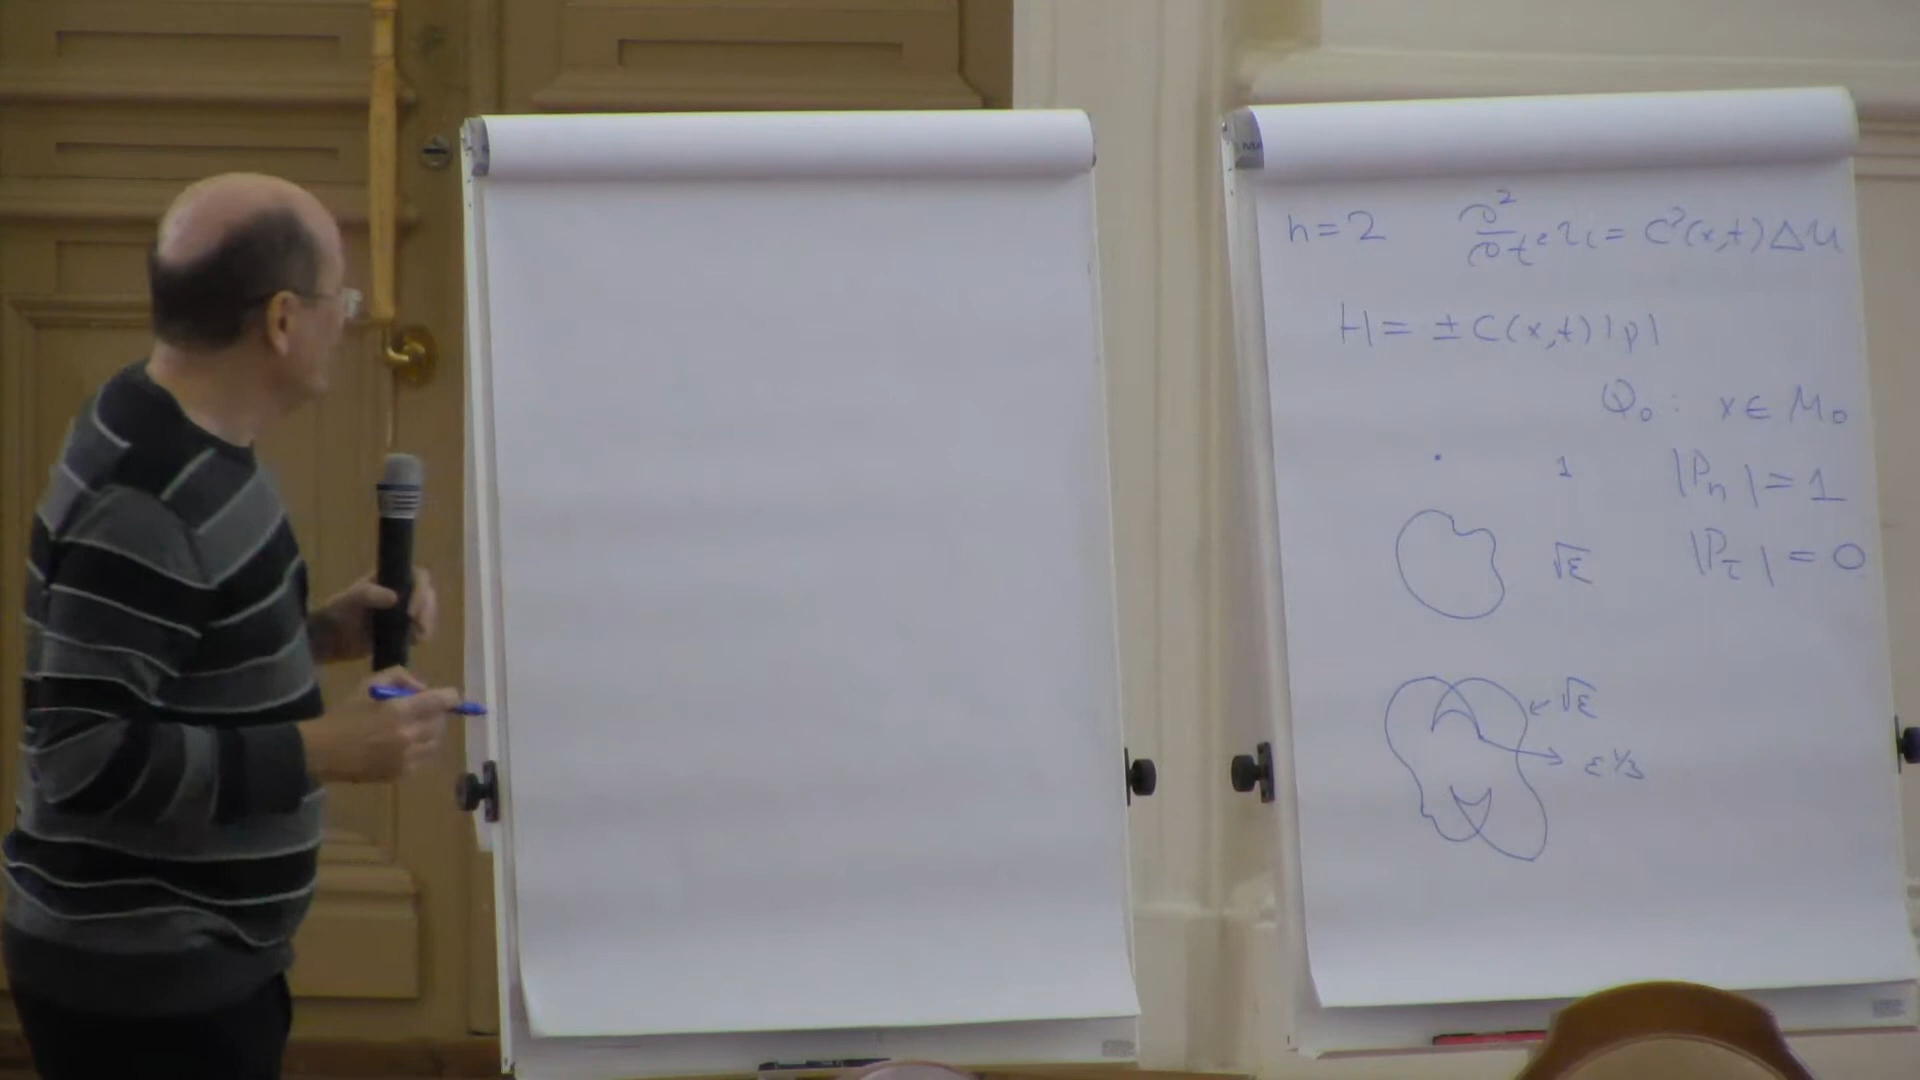 n=2 ∂²/∂t² u = C²(x,t) Δu
H = ± C(x,t) |p|
Q₀ : x ∈ M₀
1 |Pₙ| = 1
√ε |P_τ| = 0
√ε
ε^1/3